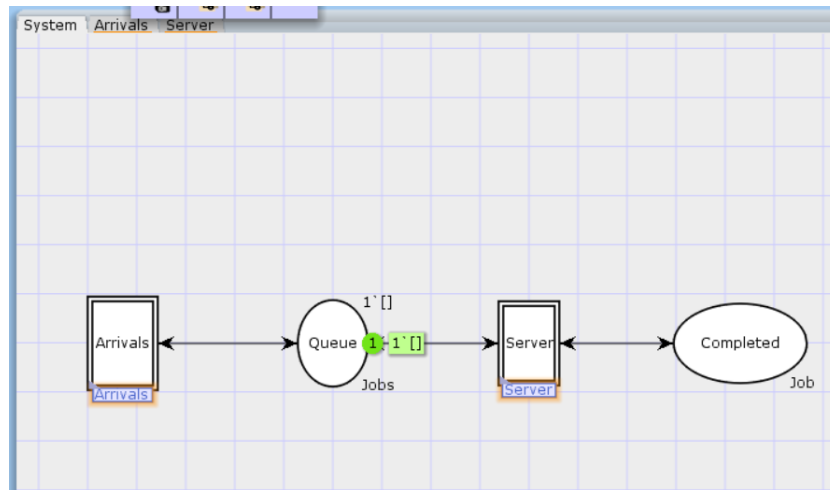 System Arrivals Server
1`[]
Arrivals Queue 1 1`[] Server Completed
Jobs Job
Arrivals Server